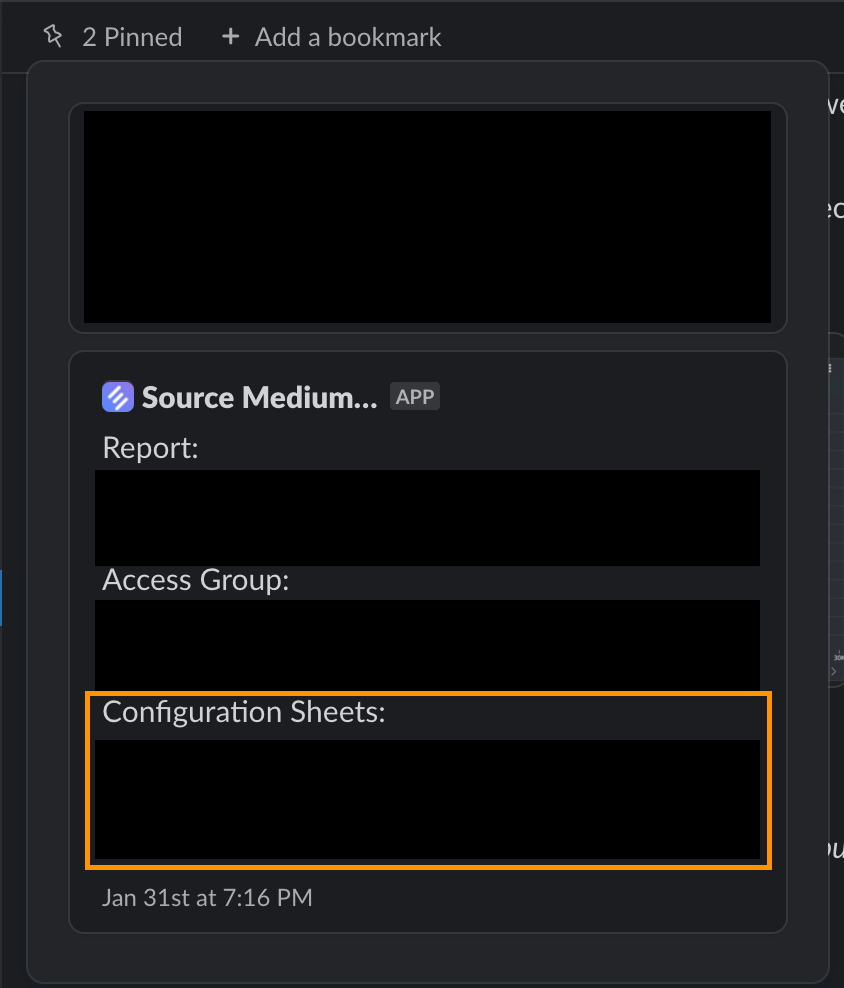 2 Pinned + Add a bookmark
Source Medium... APP
Report:
Access Group:
Configuration Sheets:
Jan 31st at 7:16 PM